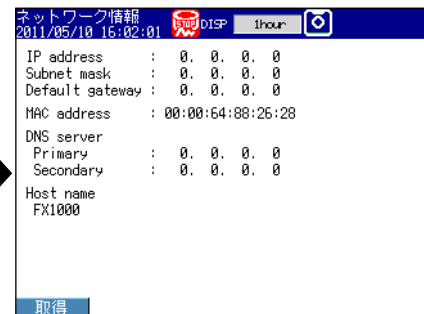 ネットワーク情報
2011/05/10 16:02:01 STOP DISP 1hour
IP address : 0. 0. 0. 0
Subnet mask : 0. 0. 0. 0
Default gateway : 0. 0. 0. 0
MAC address : 00:00:64:88:26:28
DNS server
Primary : 0. 0. 0. 0
Secondary : 0. 0. 0. 0
Host name
FX1000
取得